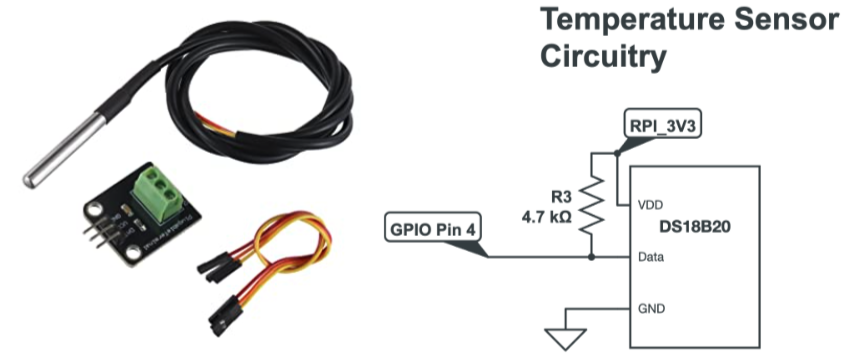 Temperature Sensor
Circuitry
RPI_3V3
R3
4.7 kΩ
VDD
DS18B20
GPIO Pin 4
Data
GND